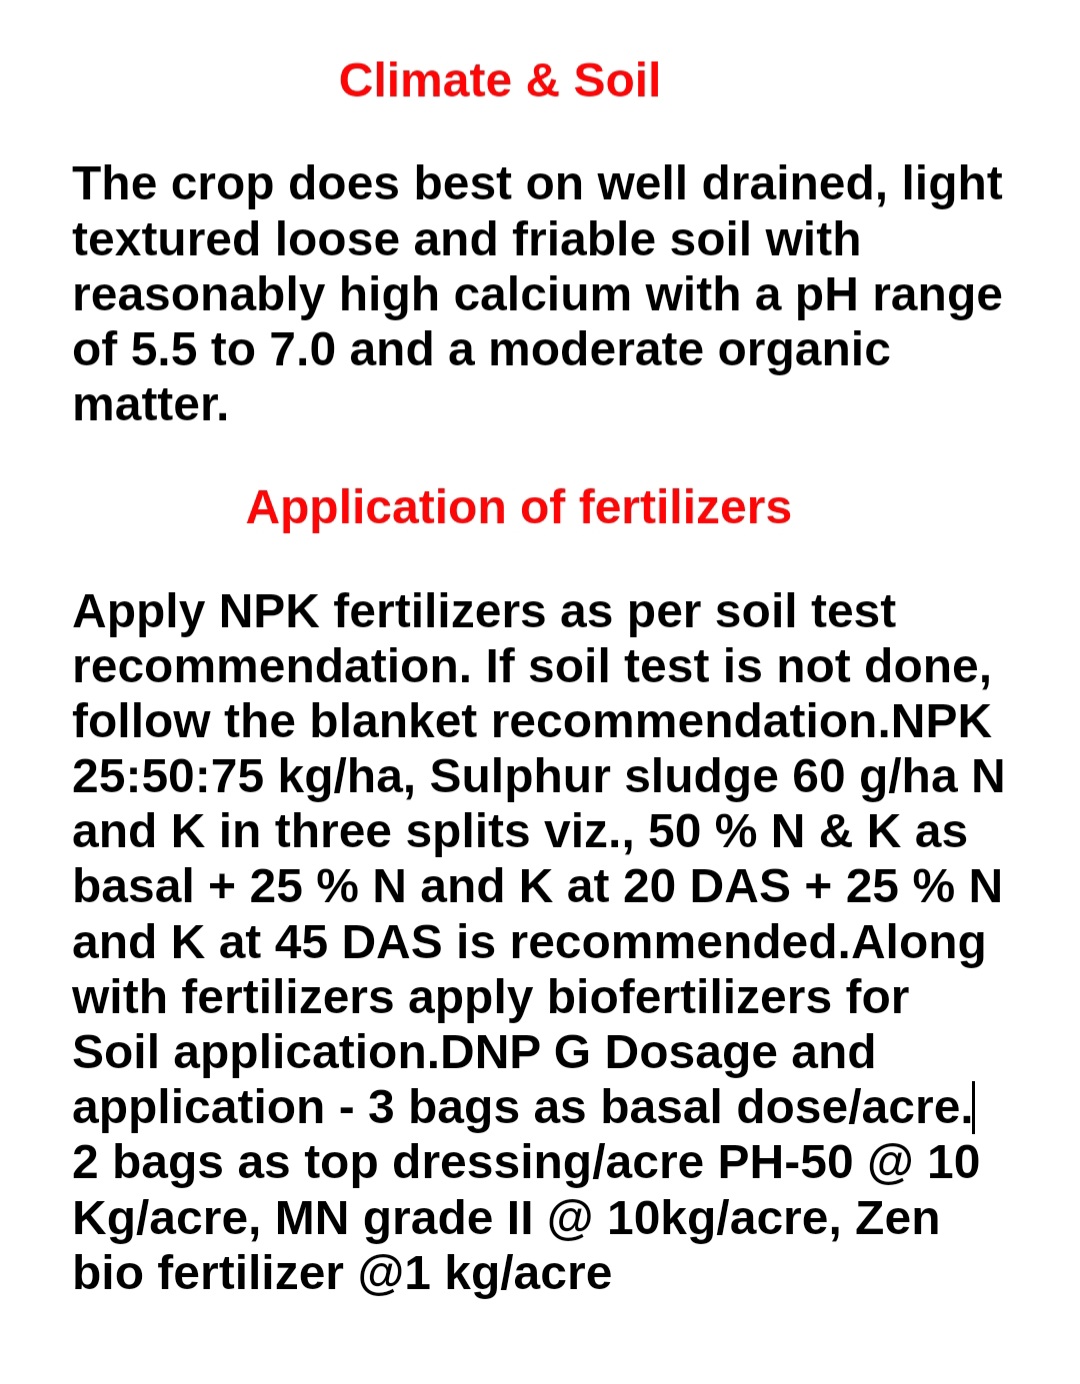 Climate & Soil
The crop does best on well drained, light
textured loose and friable soil with
reasonably high calcium with a pH range
of 5.5 to 7.0 and a moderate organic
matter.
Application of fertilizers
Apply NPK fertilizers as per soil test
recommendation. If soil test is not done,
follow the blanket recommendation.NPK
25:50:75 kg/ha, Sulphur sludge 60 g/ha N
and K in three splits viz., 50 % N & K as
basal + 25 % N and K at 20 DAS + 25 % N
and K at 45 DAS is recommended.Along
with fertilizers apply biofertilizers for
Soil application.DNP G Dosage and
application - 3 bags as basal dose/acre.
2 bags as top dressing/acre PH-50 @ 10
Kg/acre, MN grade II @ 10kg/acre, Zen
bio fertilizer @1 kg/acre